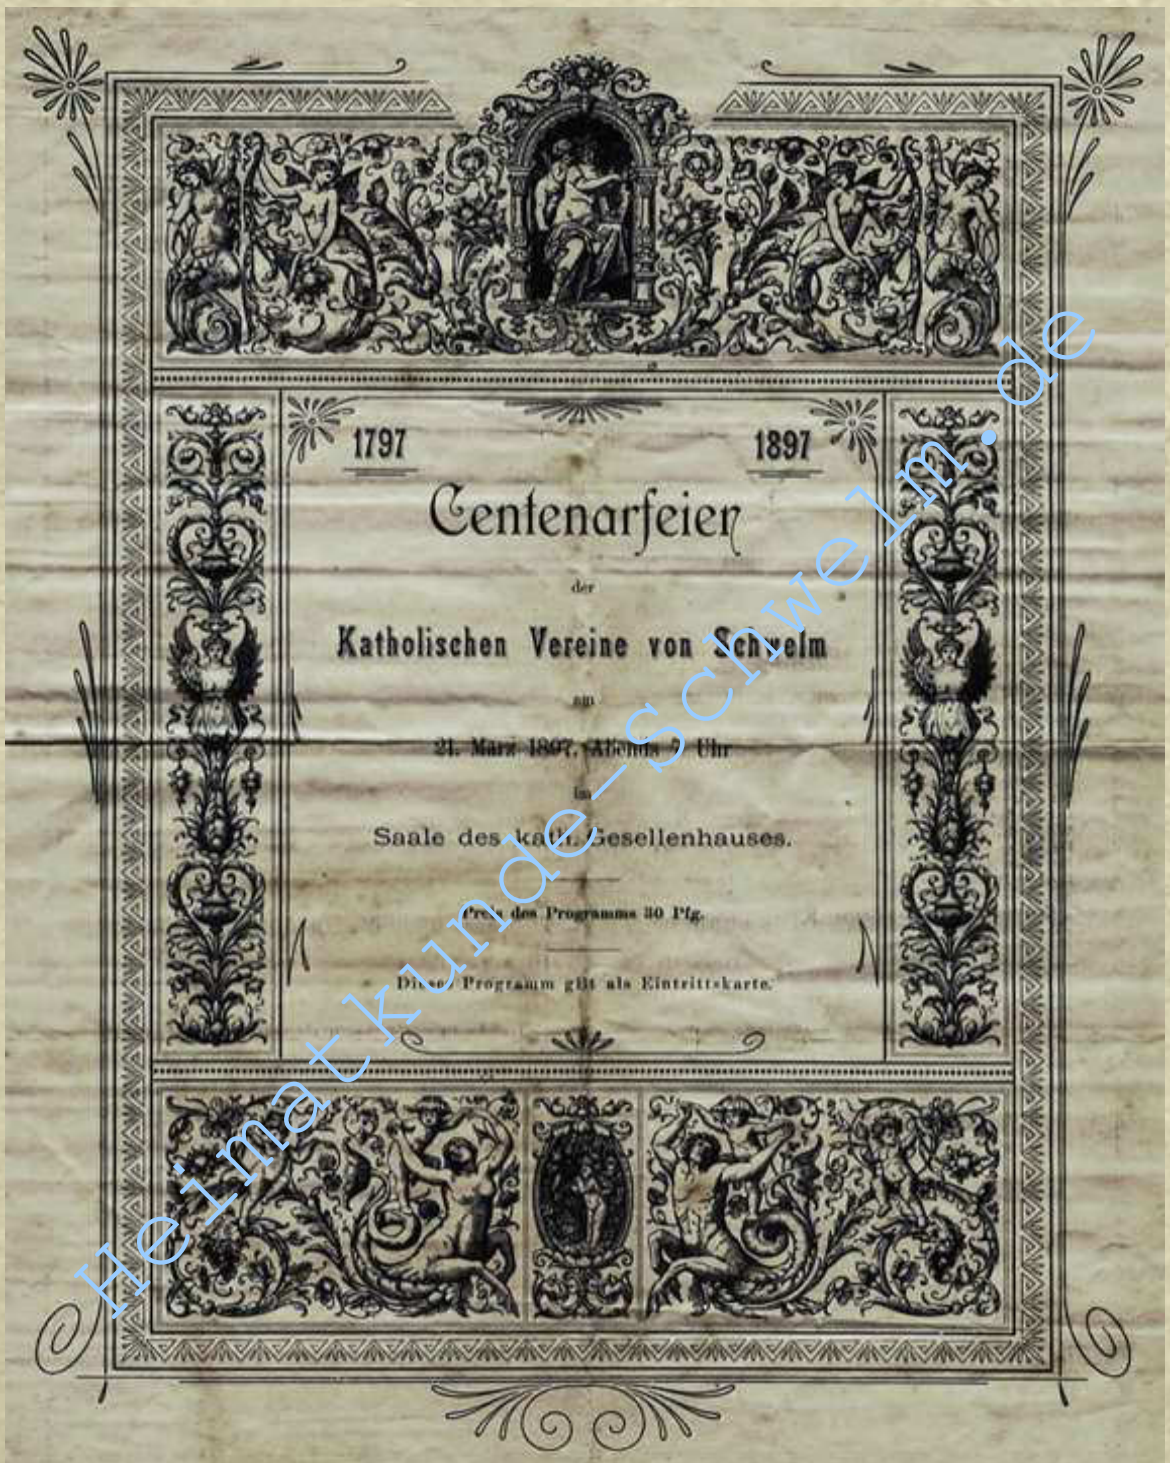 1797 1897
Centenarfeier
der
Katholischen Vereine von Schwelm
am
21. März 1897, Abends 7 Uhr
im
Saale des kath. Gesellenhauses.
Preis des Programms 30 Pfg.
Dieses Programm gilt als Eintrittskarte.
Heimatkunde-Schwelm.de